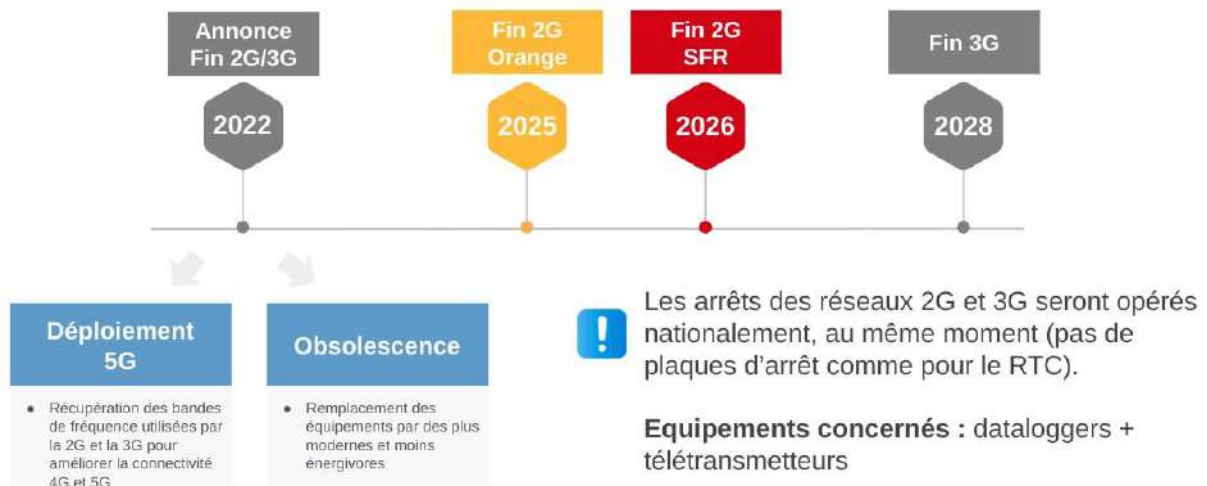 Annonce
Fin 2G/3G
Fin 2G
Orange
Fin 2G
SFR
Fin 3G
2022
2025
2026
2028
Déploiement
5G
• Récupération des bandes
de fréquence utilisées par
la 2G et la 3G pour
améliorer la connectivité
4G et 5G
Obsolescence
• Remplacement des
équipements par des plus
modernes et moins
énergivores
!
Les arrêts des réseaux 2G et 3G seront opérés
nationalement, au même moment (pas de
plaques d'arrêt comme pour le RTC).
Equipements concernés : dataloggers +
télétransmetteurs